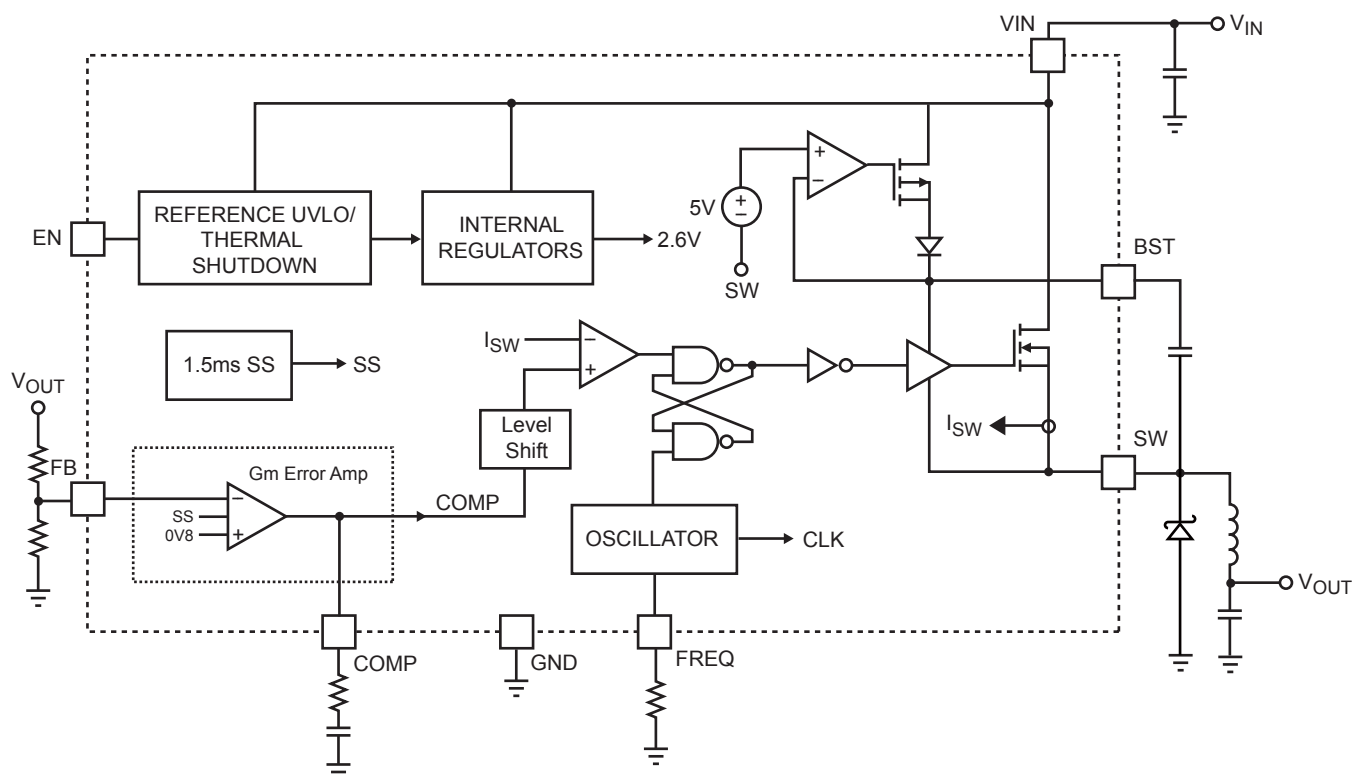 VIN
V_IN
EN
REFERENCE UVLO/
THERMAL
SHUTDOWN
INTERNAL
REGULATORS
2.6V
5V
+
−
SW
+
−
BST
1.5ms SS
SS
I_SW
−
+
Level
Shift
I_SW
SW
V_OUT
FB
Gm Error Amp
−
SS
0V8
+
COMP
OSCILLATOR
CLK
V_OUT
COMP
GND
FREQ